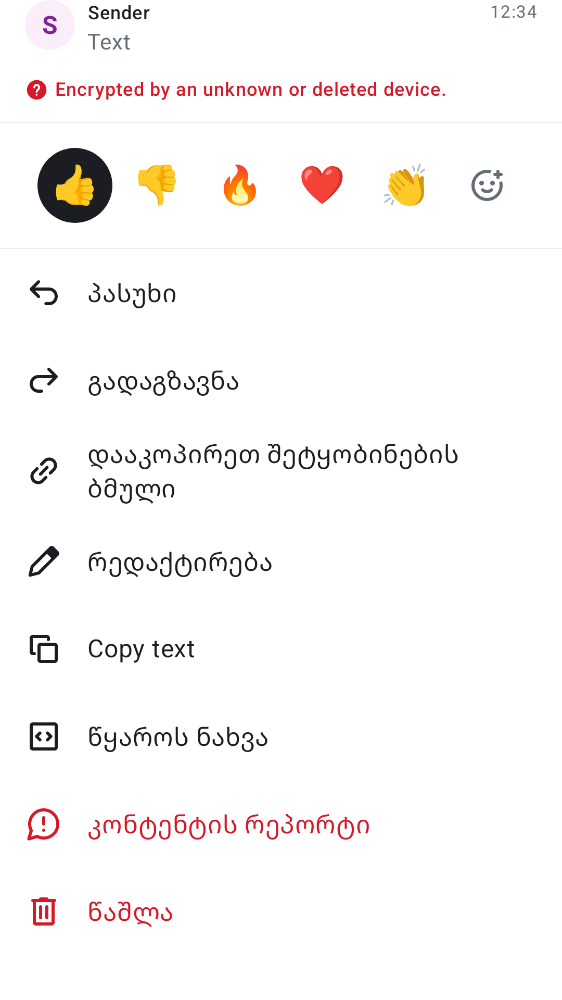 S
Sender
12:34
Text
Encrypted by an unknown or deleted device.
პასუხი
გადაგზავნა
დააკოპირეთ შეტყობინების
ბმული
რედაქტირება
Copy text
წყაროს ნახვა
კონტენტის რეპორტი
წაშლა